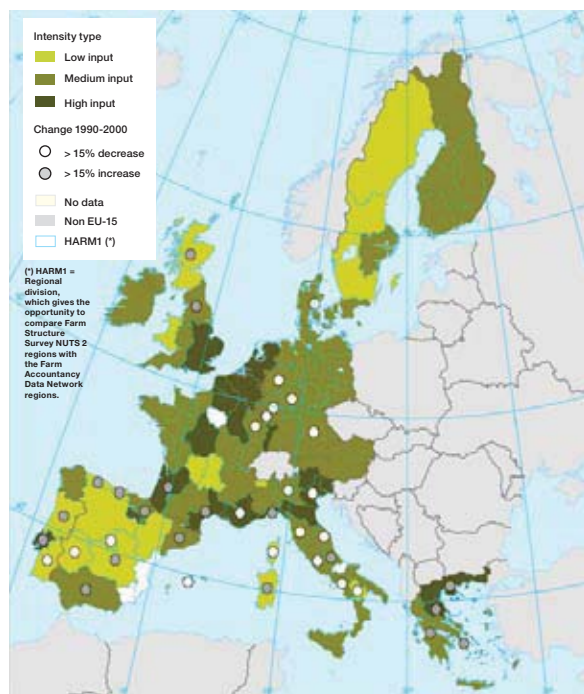 Intensity type
Low input
Medium input
High input
Change 1990-2000
> 15% decrease
> 15% increase
No data
Non EU-15
HARM1 (*)
(*) HARM1 =
Regional
division,
which gives the
opportunity to
compare Farm
Structure
Survey NUTS 2
regions with
the Farm
Accountancy
Data Network
regions.